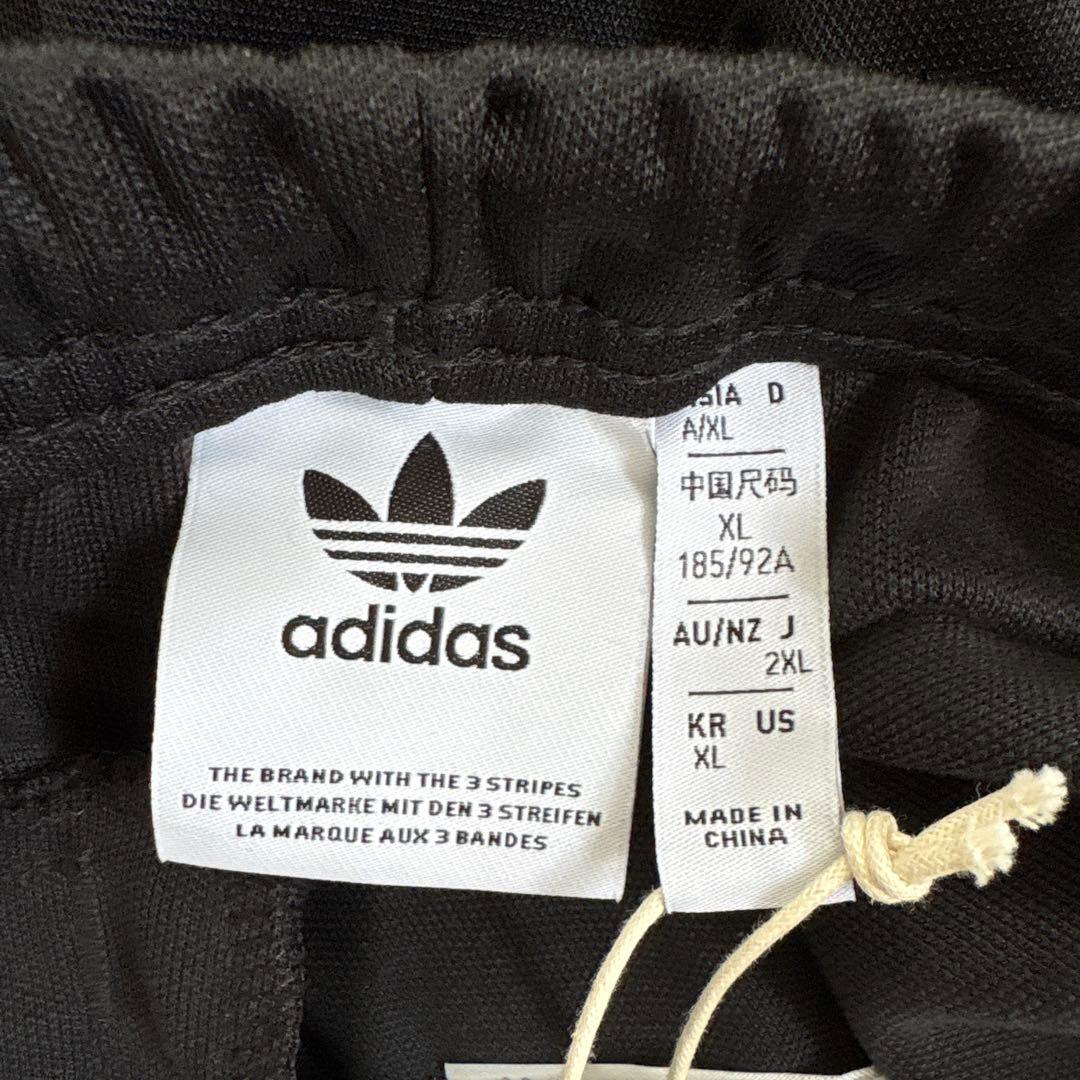 adidas
THE BRAND WITH THE 3 STRIPES
DIE WELTMARKE MIT DEN 3 STREIFEN
LA MARQUE AUX 3 BANDES
D
A/XL
中国尺码
XL
185/92A
AU/NZ J
2XL
KR US
XL
MADE IN
CHINA